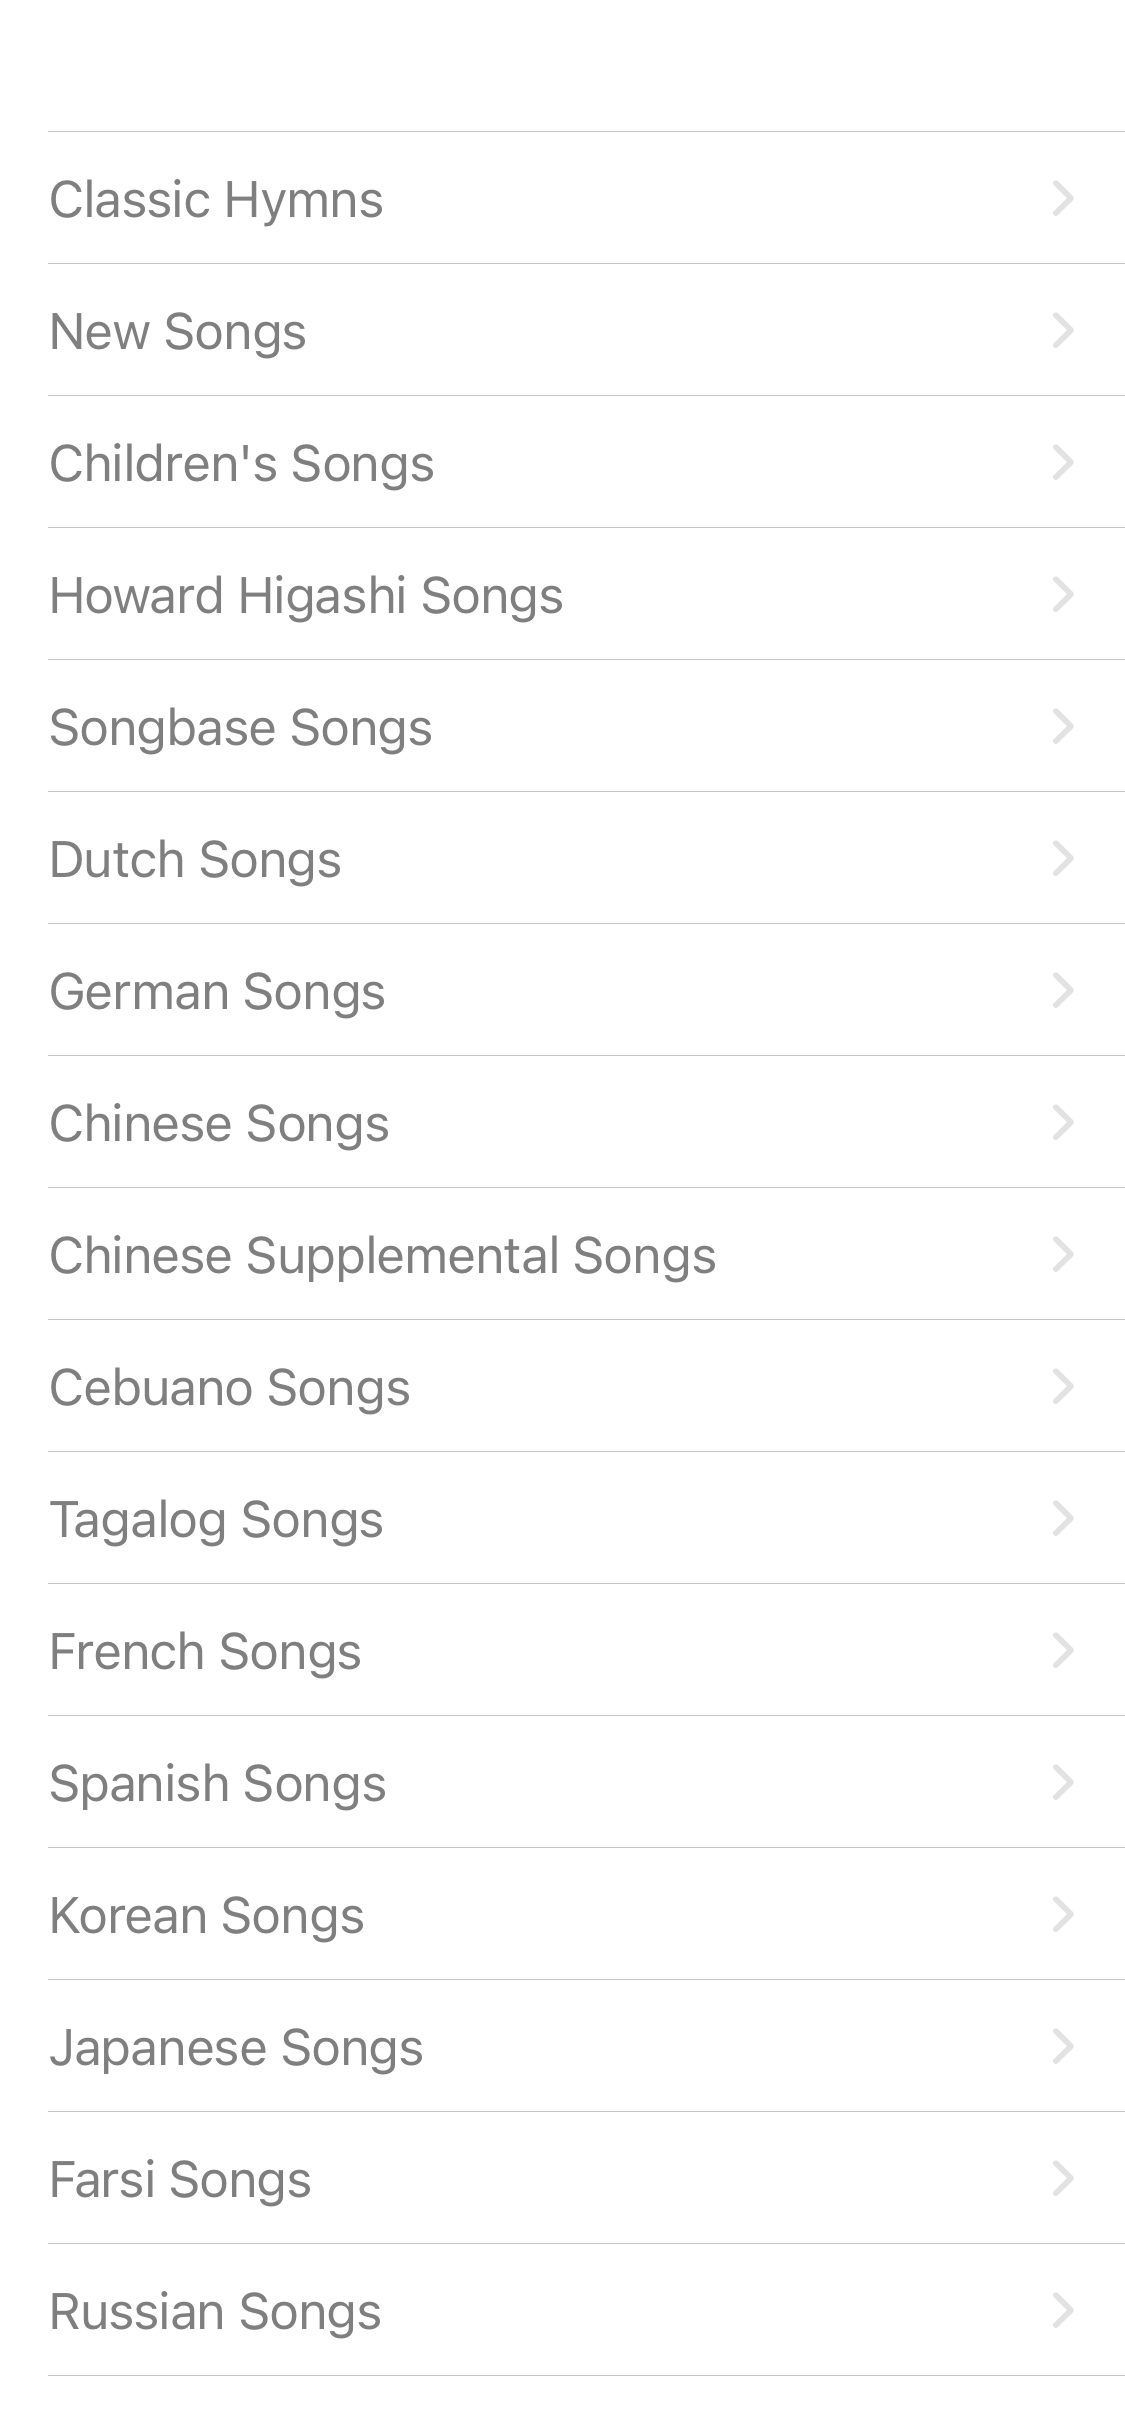 Classic Hymns
New Songs
Children's Songs
Howard Higashi Songs
Songbase Songs
Dutch Songs
German Songs
Chinese Songs
Chinese Supplemental Songs
Cebuano Songs
Tagalog Songs
French Songs
Spanish Songs
Korean Songs
Japanese Songs
Farsi Songs
Russian Songs